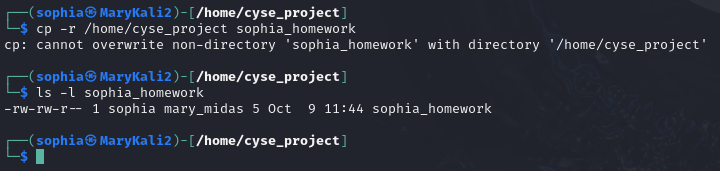 ┌──(sophia㉿MaryKali2)-[/home/cyse_project]
└─$ cp -r /home/cyse_project sophia_homework
cp: cannot overwrite non-directory 'sophia_homework' with directory '/home/cyse_project'
┌──(sophia㉿MaryKali2)-[/home/cyse_project]
└─$ ls -l sophia_homework
-rw-rw-r-- 1 sophia mary_midas 5 Oct  9 11:44 sophia_homework
┌──(sophia㉿MaryKali2)-[/home/cyse_project]
└─$